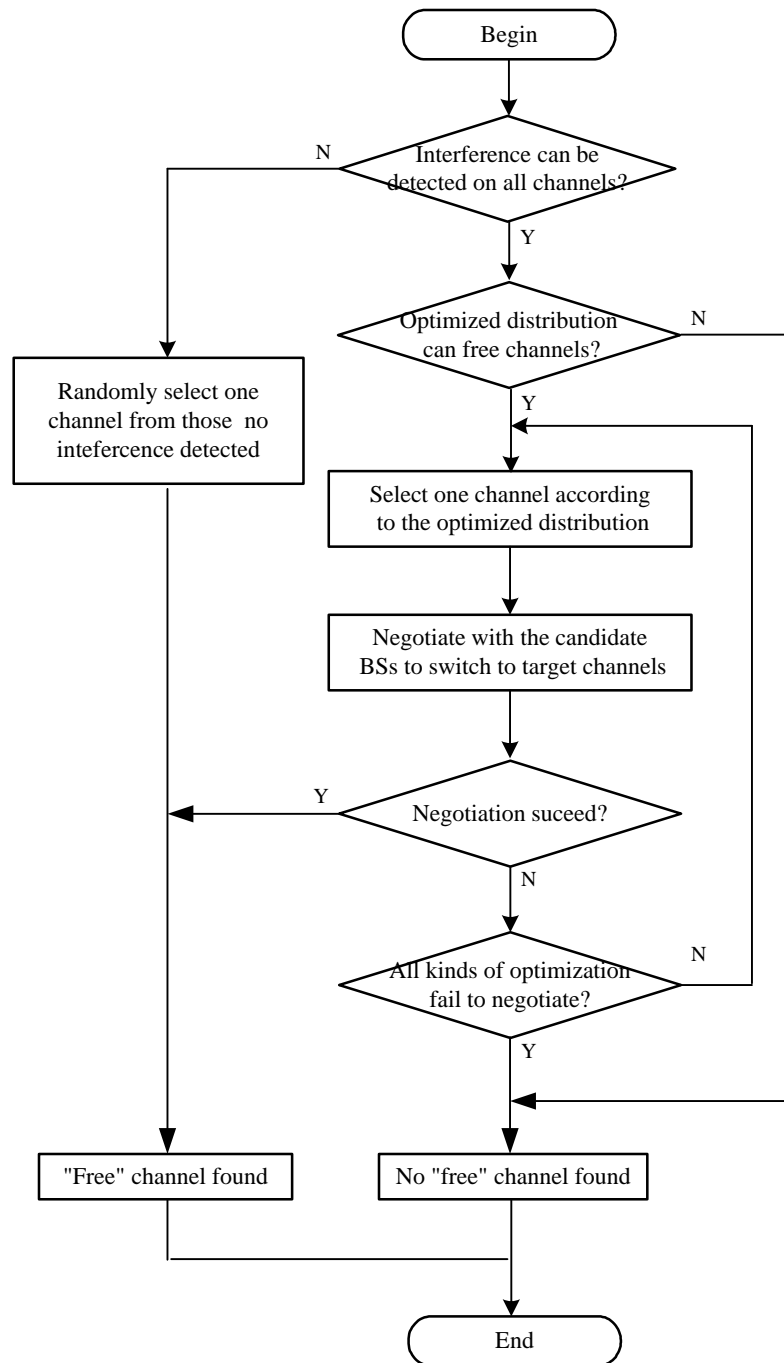 Begin
Interference can be
detected on all channels?
N
Y
Optimized distribution
can free channels?
N
Y
Randomly select one
channel from those no
intefercence detected
Select one channel according
to the optimized distribution
Negotiate with the candidate
BSs to switch to target channels
Negotiation suceed?
Y
N
All kinds of optimization
fail to negotiate?
N
Y
"Free" channel found
No "free" channel found
End